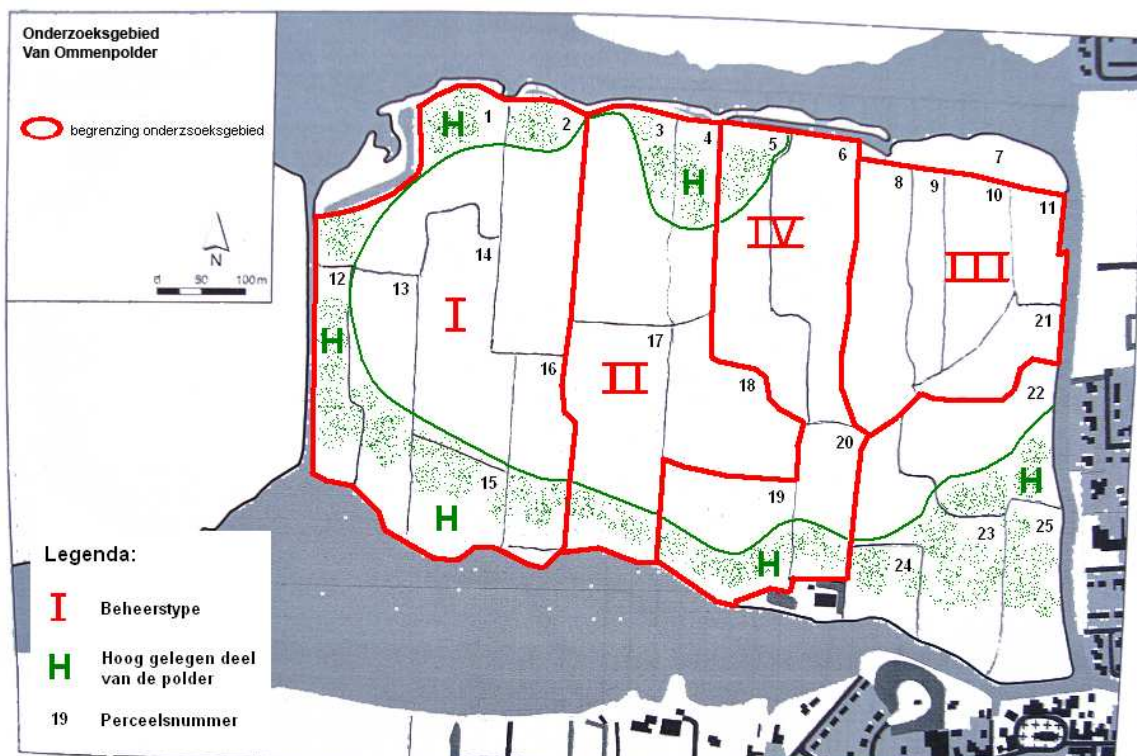 Onderzoeksgebied
Van Ommenpolder
begrenzing onderzsoeksgebied
N
0 50 100m
H
1
2
3
4
H
5
6
7
8
9
10
11
IV
III
12
13
14
I
H
16
17
II
18
21
22
20
15
H
19
H
23
24
25
H
Legenda:
I Beheerstype
H Hoog gelegen deel
van de polder
19 Perceelsnummer